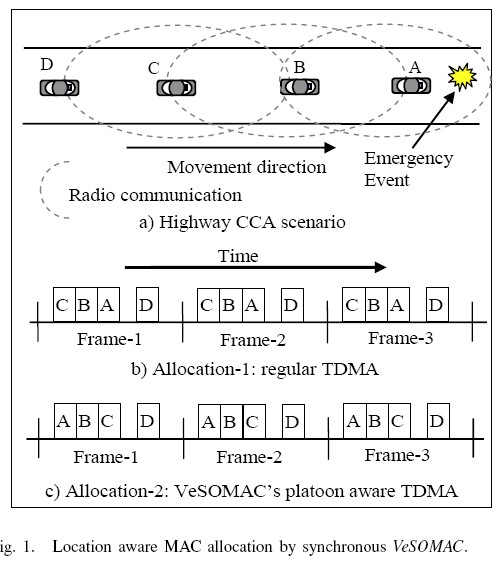 D
C
B
A
Emergency
Event
Movement direction
Radio communication
a) Highway CCA scenario
Time
C B A D C B A D C B A D
Frame-1 Frame-2 Frame-3
b) Allocation-1: regular TDMA
A B C D A B C D A B C D
Frame-1 Frame-2 Frame-3
c) Allocation-2: VeSOMAC's platoon aware TDMA
ig. 1. Location aware MAC allocation by synchronous VeSOMAC.